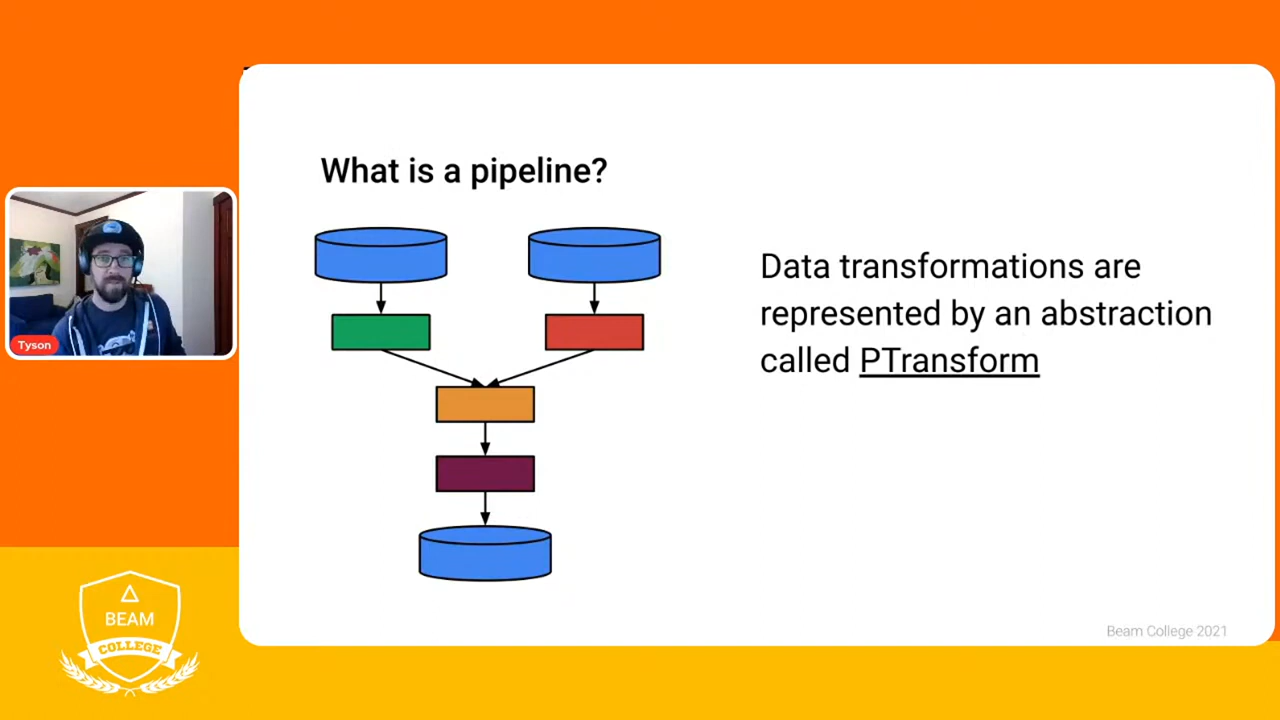 What is a pipeline?
Data transformations are
represented by an abstraction
called PTransform
Tyson
BEAM
COLLEGE
Beam College 2021